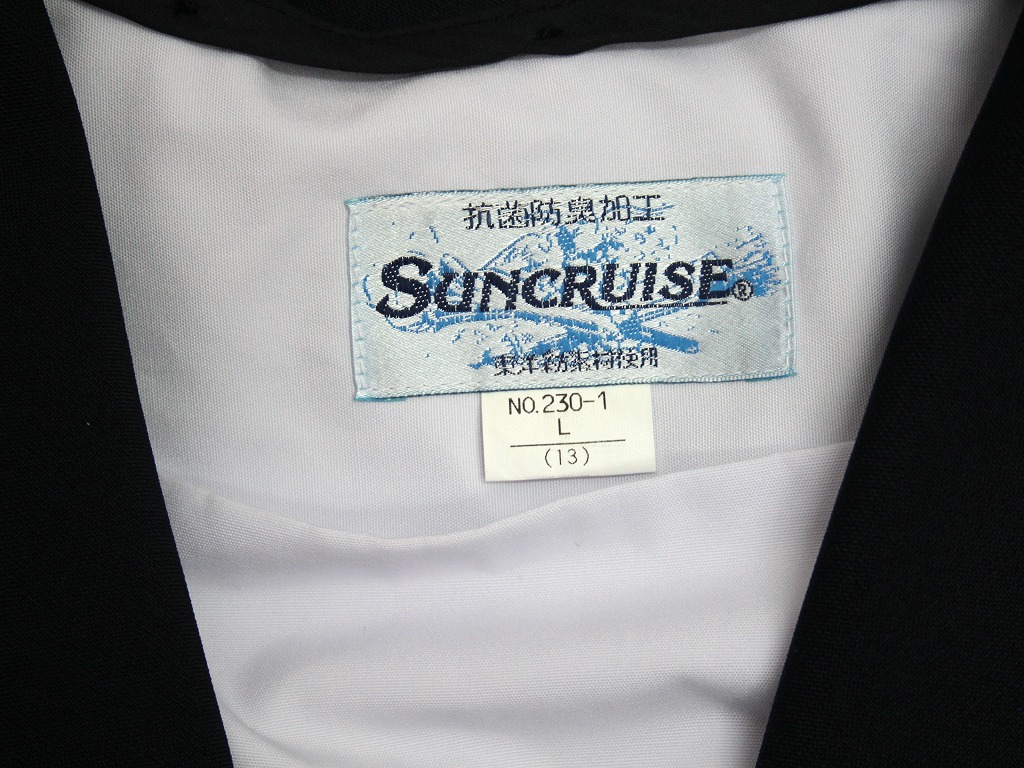 抗菌防臭加工
SUNCRUISE®
東洋紡素材使用
NO.230-1
L
(13)